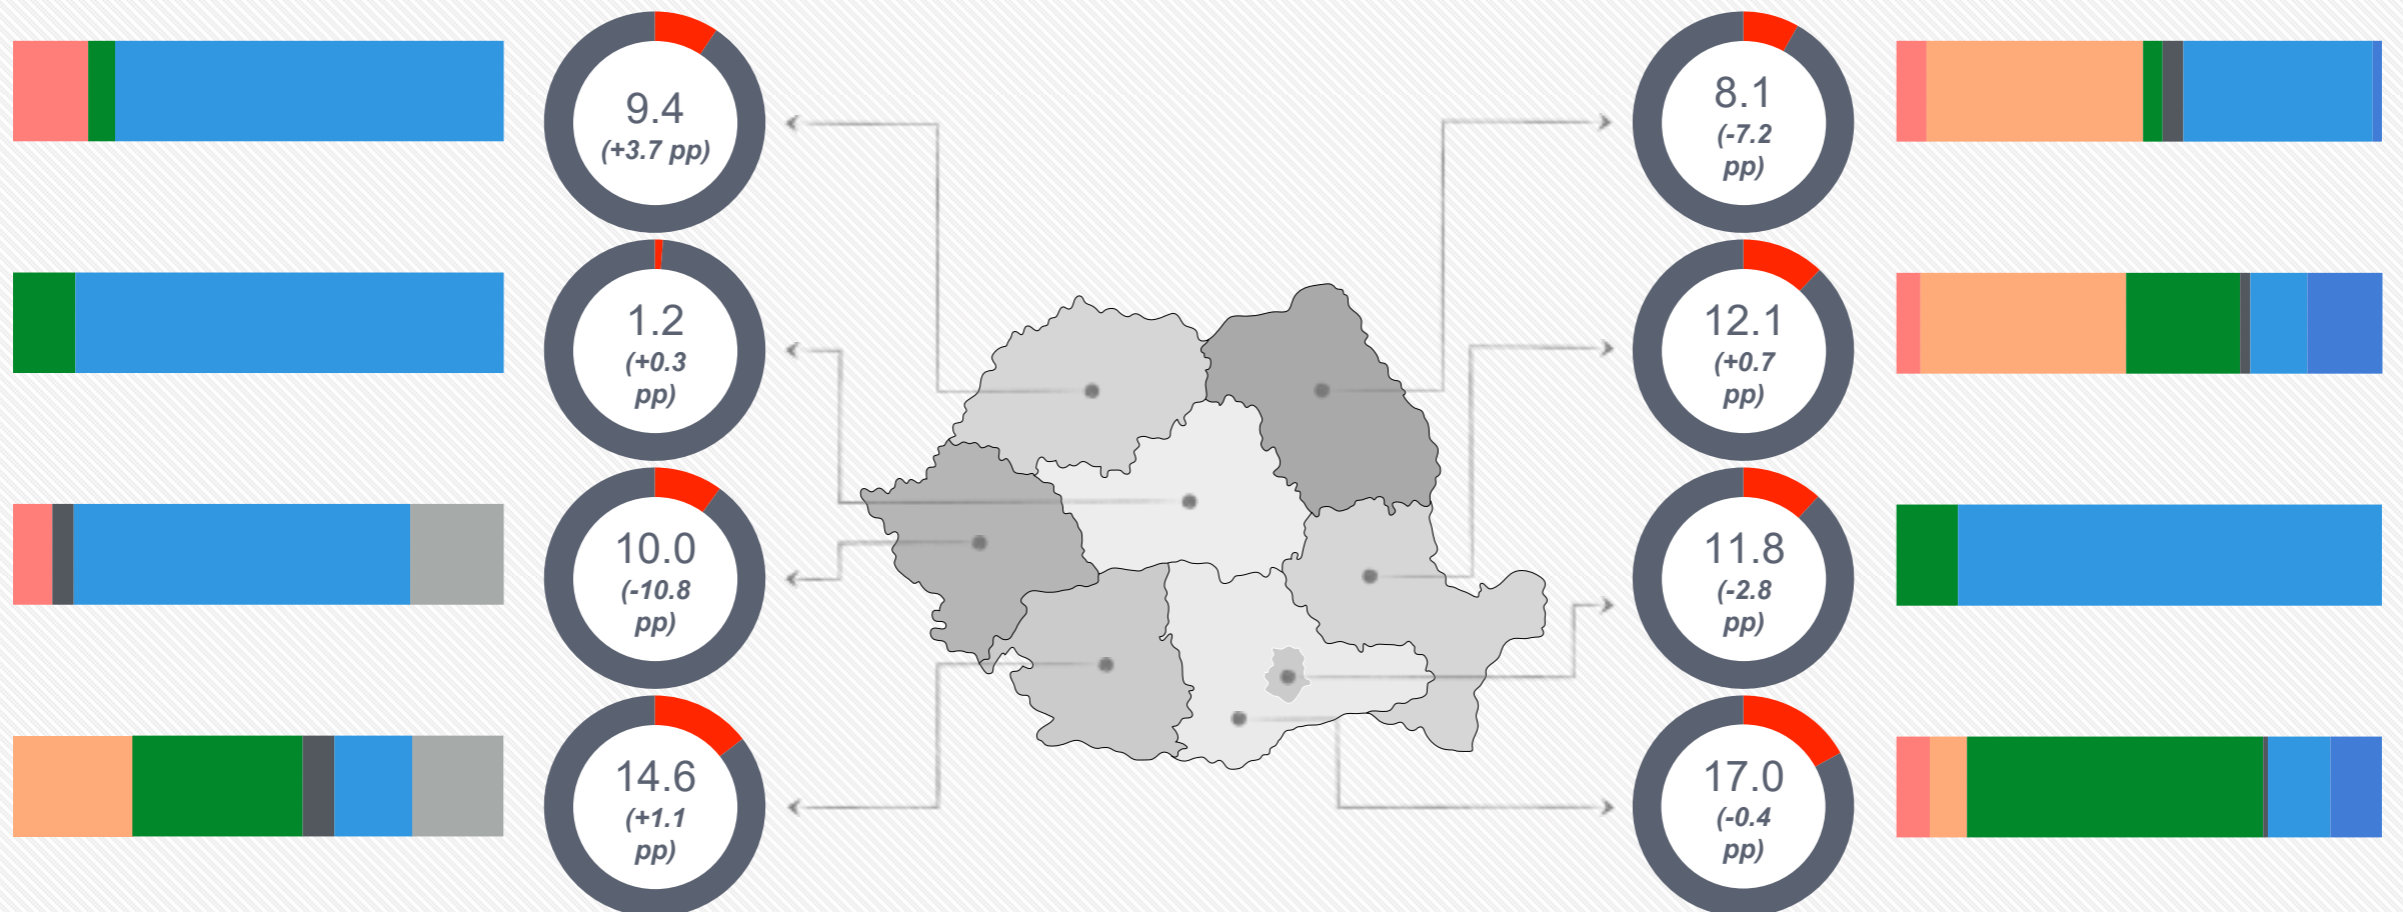 9.4
(+3.7 pp)
1.2
(+0.3
pp)
10.0
(-10.8
pp)
14.6
(+1.1
pp)
8.1
(-7.2
pp)
12.1
(+0.7
pp)
11.8
(-2.8
pp)
17.0
(-0.4
pp)